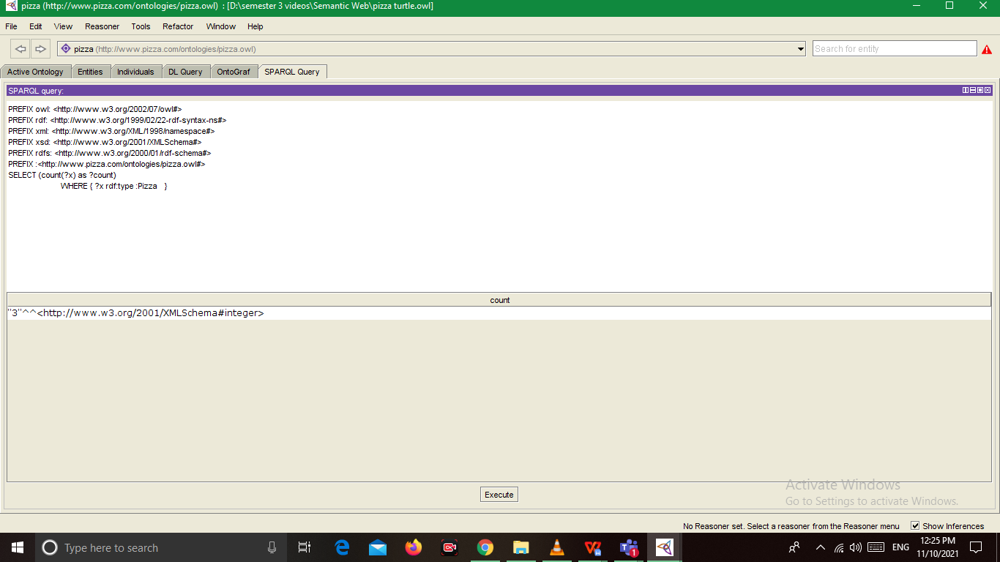 pizza (http://www.pizza.com/ontologies/pizza.owl) : [D:\semester 3 videos\Semantic Web\pizza turtle.owl]
File Edit View Reasoner Tools Refactor Window Help
pizza (http://www.pizza.com/ontologies/pizza.owl) Search for entity
Active Ontology Entities Individuals DL Query OntoGraf SPARQL Query
SPARQL query:
PREFIX owl: <http://www.w3.org/2002/07/owl#>
PREFIX rdf: <http://www.w3.org/1999/02/22-rdf-syntax-ns#>
PREFIX xml: <http://www.w3.org/XML/1998/namespace#>
PREFIX xsd: <http://www.w3.org/2001/XMLSchema#>
PREFIX rdfs: <http://www.w3.org/2000/01/rdf-schema#>
PREFIX :<http://www.pizza.com/ontologies/pizza.owl#>
SELECT (count(?x) as ?count)
WHERE { ?x rdf:type :Pizza }
count
"3"^^<http://www.w3.org/2001/XMLSchema#integer>
Execute
Activate Windows
Go to Settings to activate Windows.
No Reasoner set. Select a reasoner from the Reasoner menu Show Inferences
Type here to search
ENG
12:25 PM
11/10/2021